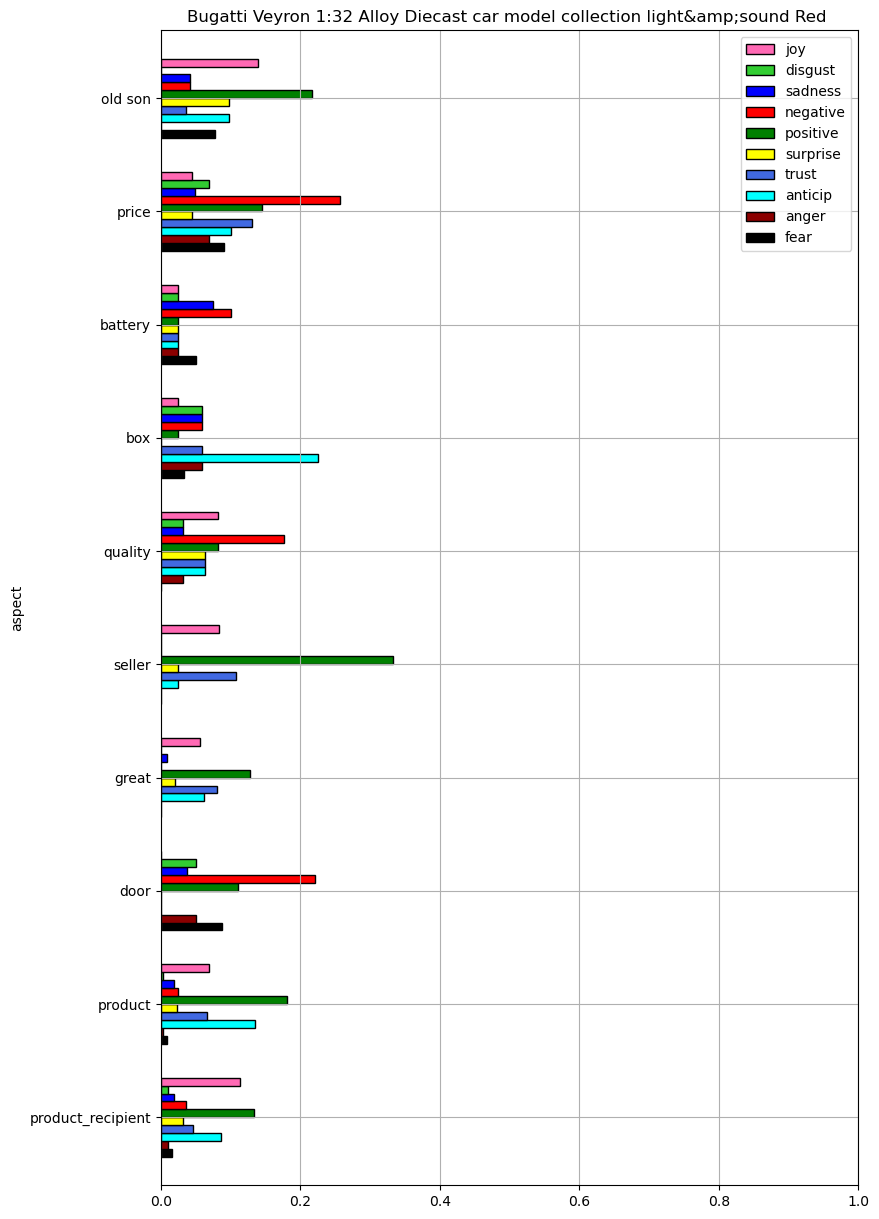 Bugatti Veyron 1:32 Alloy Diecast car model collection light&amp;sound Red
joy
disgust
sadness
negative
positive
surprise
trust
anticip
anger
fear
old son
price
battery
box
quality
seller
great
door
product
product_recipient
aspect
0.0 0.2 0.4 0.6 0.8 1.0